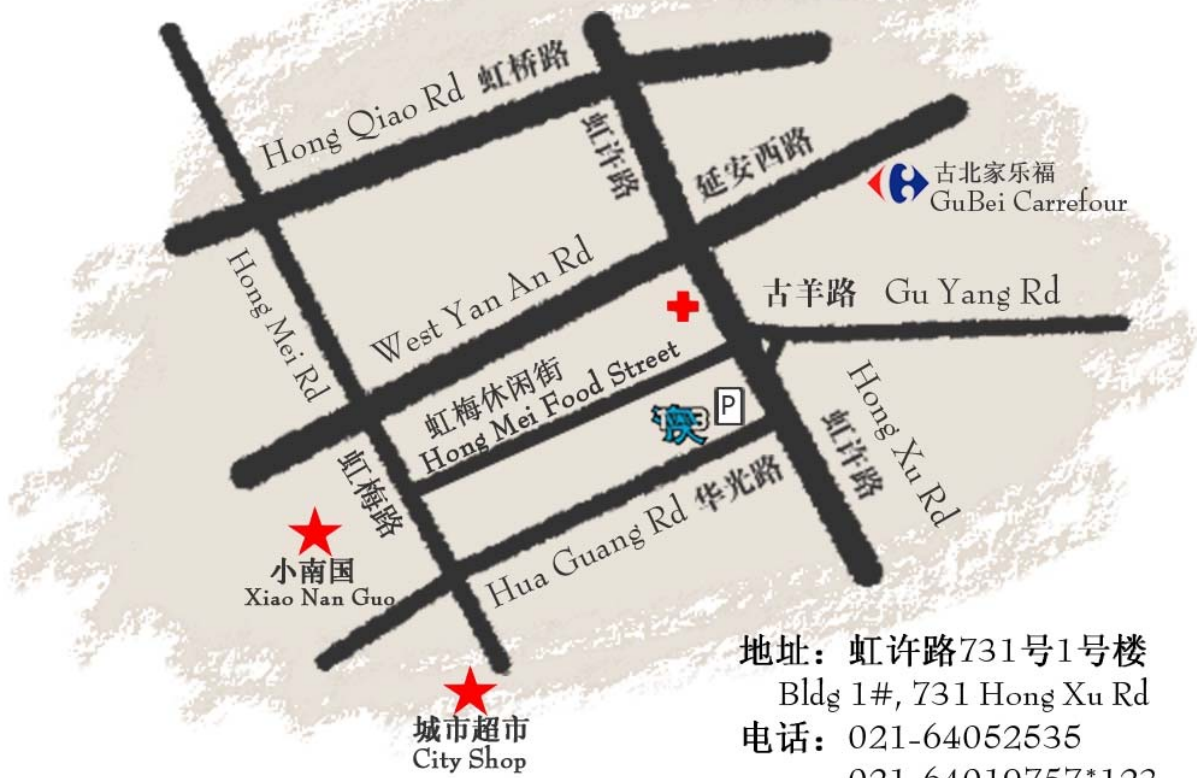 Hong Qiao Rd 虹桥路
虹许路
延安西路
古北家乐福
GuBei Carrefour
Hong Mei Rd
West Yan An Rd
古羊路 Gu Yang Rd
虹梅休闲街
Hong Mei Food Street
P
Hong Xu Rd
虹许路
虹梅路
Hua Guang Rd 华光路
小南国
Xiao Nan Guo
城市超市
City Shop
地址：虹许路731号1号楼
Bldg 1#, 731 Hong Xu Rd
电话：021-64052535
021-64019757*123